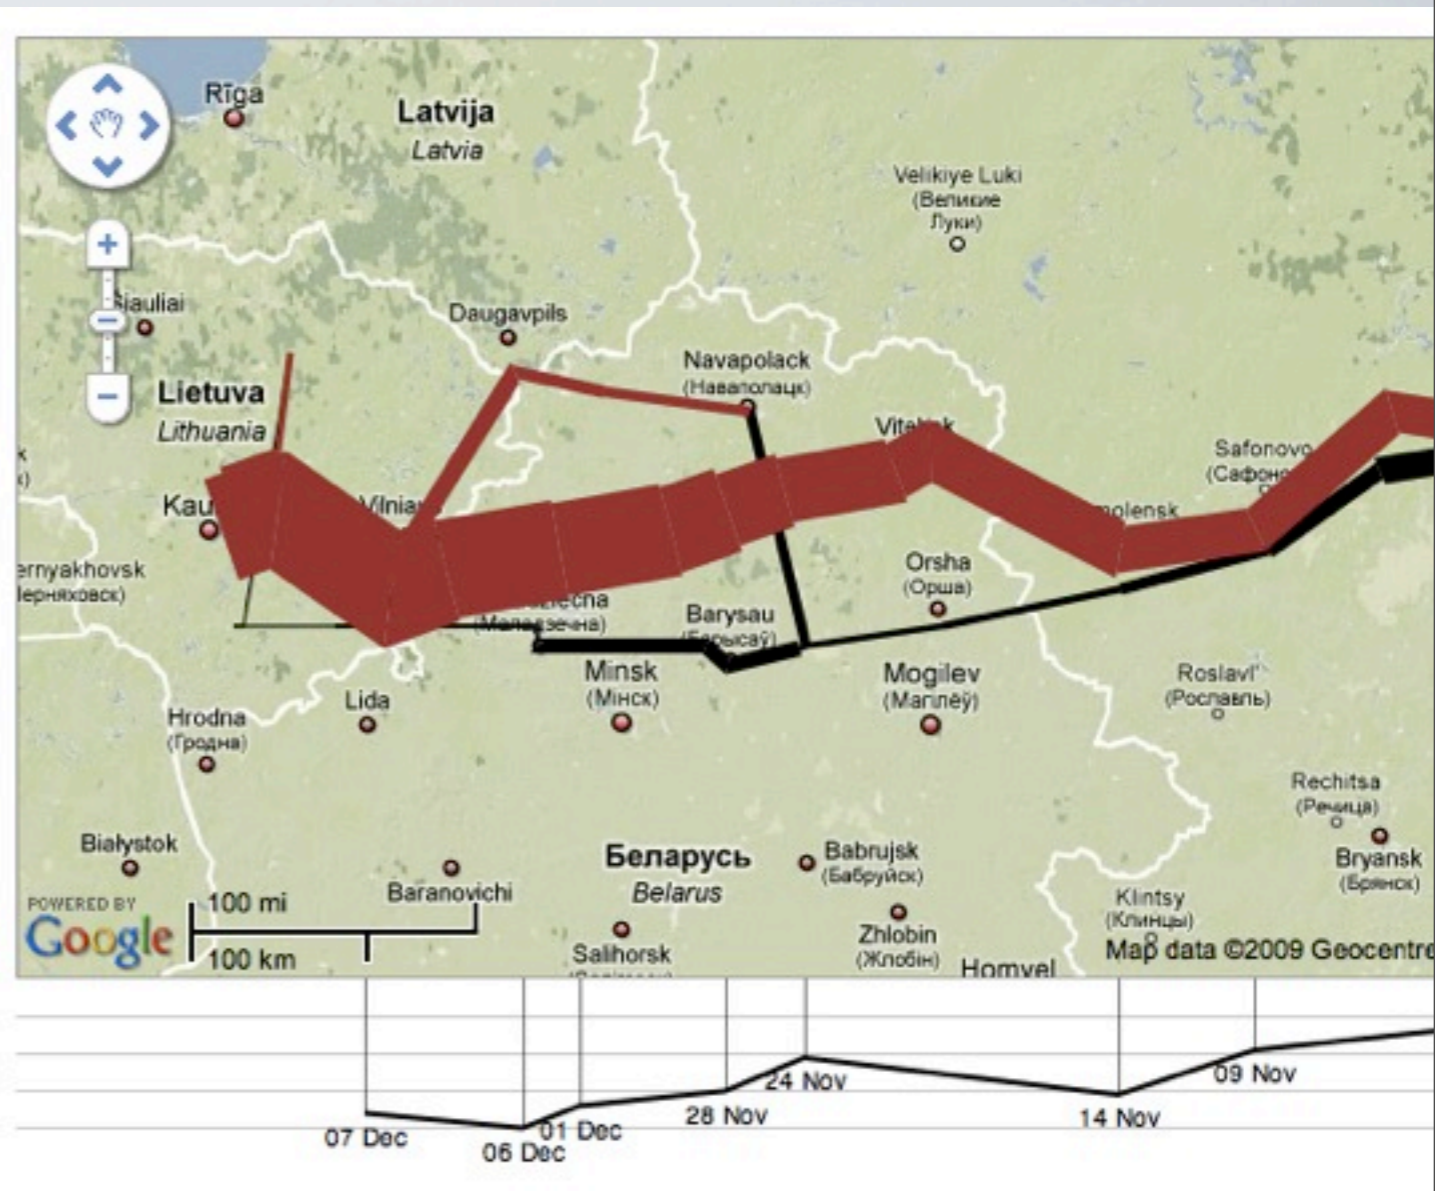 Rīga
Latvija
Latvia
Velikiye Luki
(Великие
Луки)
Šiauliai
Daugavpils
Navapolack
(Наваполацк)
Lietuva
Lithuania
Safonovo
Orsha
(Орша)
Barysau
(Барысаў)
(Маладзечна)
Minsk
(Мінск)
Mogilev
(Магілёў)
Roslavl'
(Рославль)
Lida
Hrodna
(Гродна)
Rechitsa
(Речица)
Białystok
Беларусь
Belarus
Babrujsk
(Бабруйск)
Bryansk
(Брянск)
Baranovichi
Klintsy
(Клинцы)
POWERED BY
Google
100 mi
100 km
Salihorsk
Zhlobin
(Жлобін)
Homyel
Map data ©2009 Geocentre
24 Nov
09 Nov
28 Nov
14 Nov
01 Dec
07 Dec
06 Dec